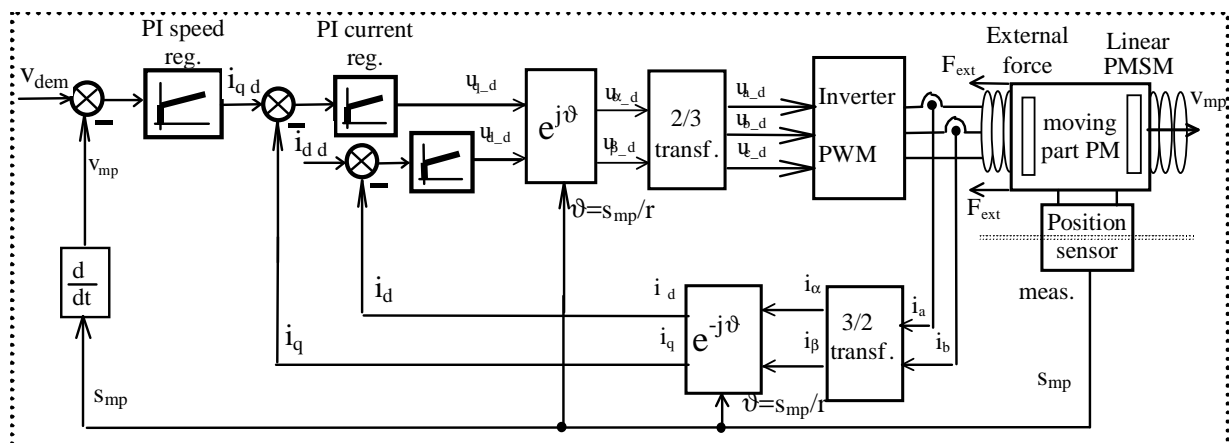 PI speed
reg.
PI current
reg.
External
force
Linear
PMSM
v_dem
i_q d
u_q_d
u_α_d
u_a_d
F_ext
v_mp
e^jϑ
2/3
transf.
Inverter
PWM
moving
part PM
i_d d
u_d_d
u_β_d
u_b_d
u_c_d
v_mp
ϑ=s_mp/r
F_ext
Position
sensor
d
dt
meas.
i_d
i_d
i_α
i_a
e^-jϑ
3/2
transf.
i_q
i_q
i_β
i_b
s_mp
s_mp
ϑ=s_mp/r